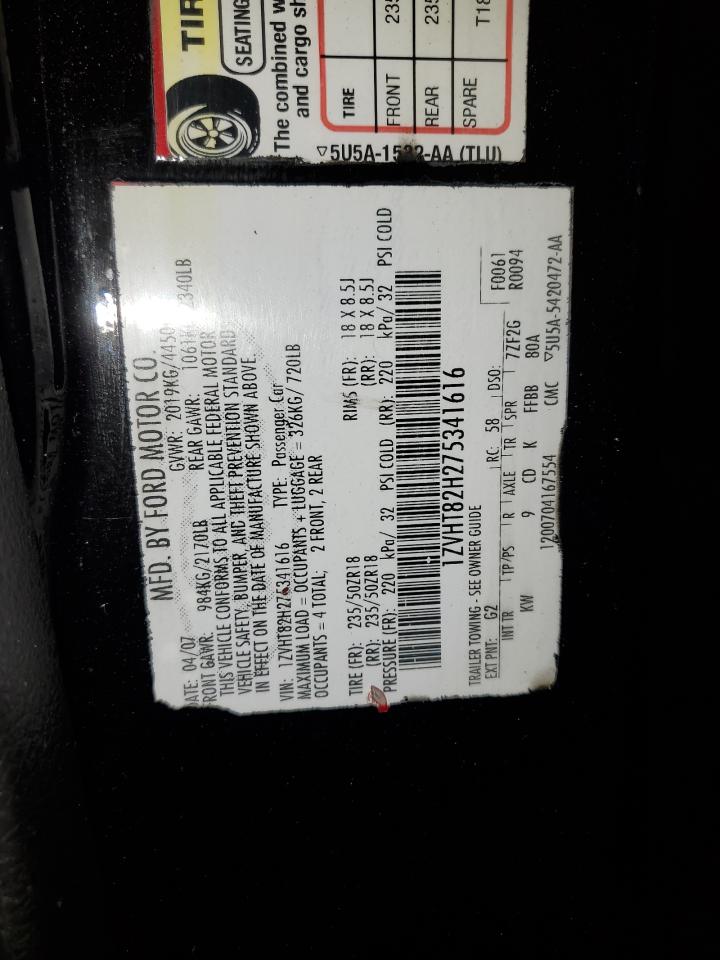 TIR
SEATING
The combined w
and cargo sh
TIRE
FRONT 235
REAR 235
SPARE T18
▽5U5A-1532-AA (TLU)
MFD. BY FORD MOTOR CO.
DATE: 04/07 GVWR: 2019KG/4450
FRONT GAWR: 984KG/2170LB REAR GAWR: 1061 2340LB
THIS VEHICLE CONFORMS TO ALL APPLICABLE FEDERAL MOTOR
VEHICLE SAFETY, BUMPER, AND THEFT PREVENTION STANDARD
IN EFFECT ON THE DATE OF MANUFACTURE SHOWN ABOVE.
VIN: 1ZVHT82H275341616 TYPE: Passenger Car
MAXIMUM LOAD = OCCUPANTS + LUGGAGE = 326KG/ 720LB
OCCUPANTS = 4 TOTAL; 2 FRONT, 2 REAR
TIRE (FR): 235/50ZR18 RIMS (FR): 18 X 8.5J
(RR): 235/50ZR18 (RR): 18 X 8.5J
PRESSURE (FR): 220 kPa/ 32 PSI COLD (RR): 220 kPa/ 32 PSI COLD
1ZVHT82H275341616
TRAILER TOWING - SEE OWNER GUIDE
EXT PNT: G2 RC: 58 DSO: F0061
R0094
INT TR TP/PS R AXLE TR SPR 7ZF2G
KW 9 CD K FFBB 80A
1200704167554 CMC ▽5U5A-5420472-AA